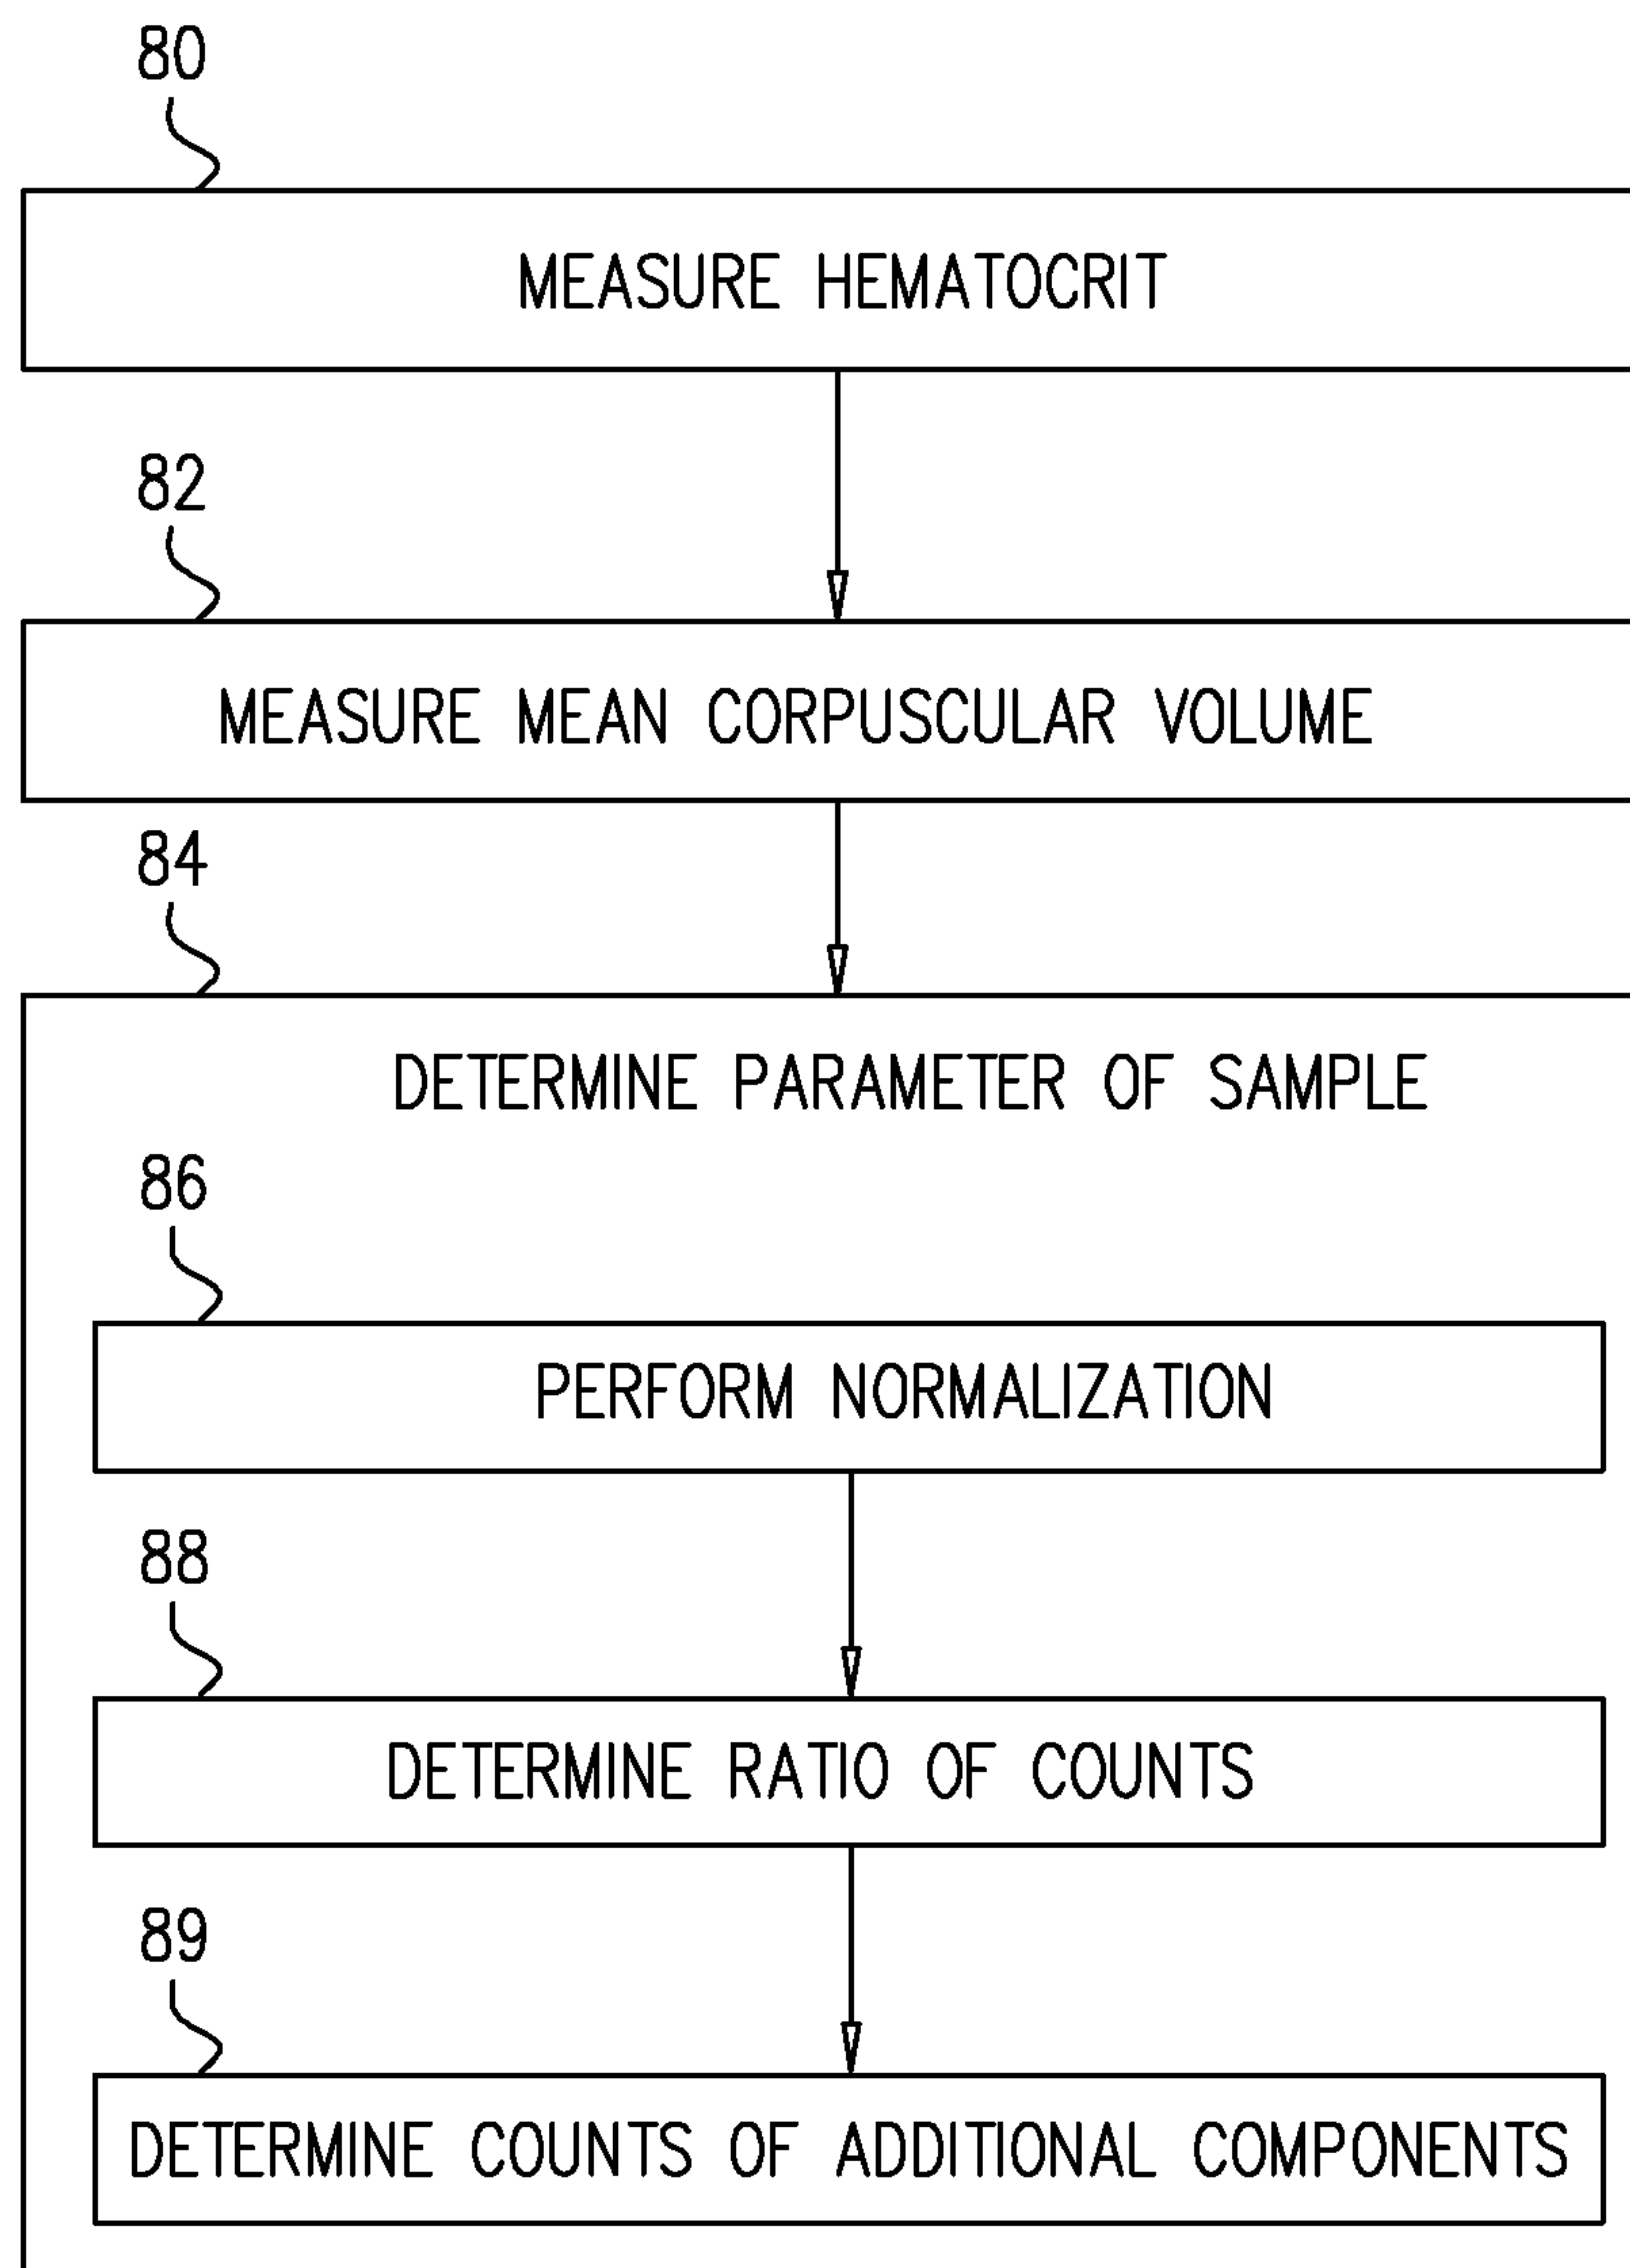 80
MEASURE HEMATOCRIT
82
MEASURE MEAN CORPUSCULAR VOLUME
84
DETERMINE PARAMETER OF SAMPLE
86
PERFORM NORMALIZATION
88
DETERMINE RATIO OF COUNTS
89
DETERMINE COUNTS OF ADDITIONAL COMPONENTS